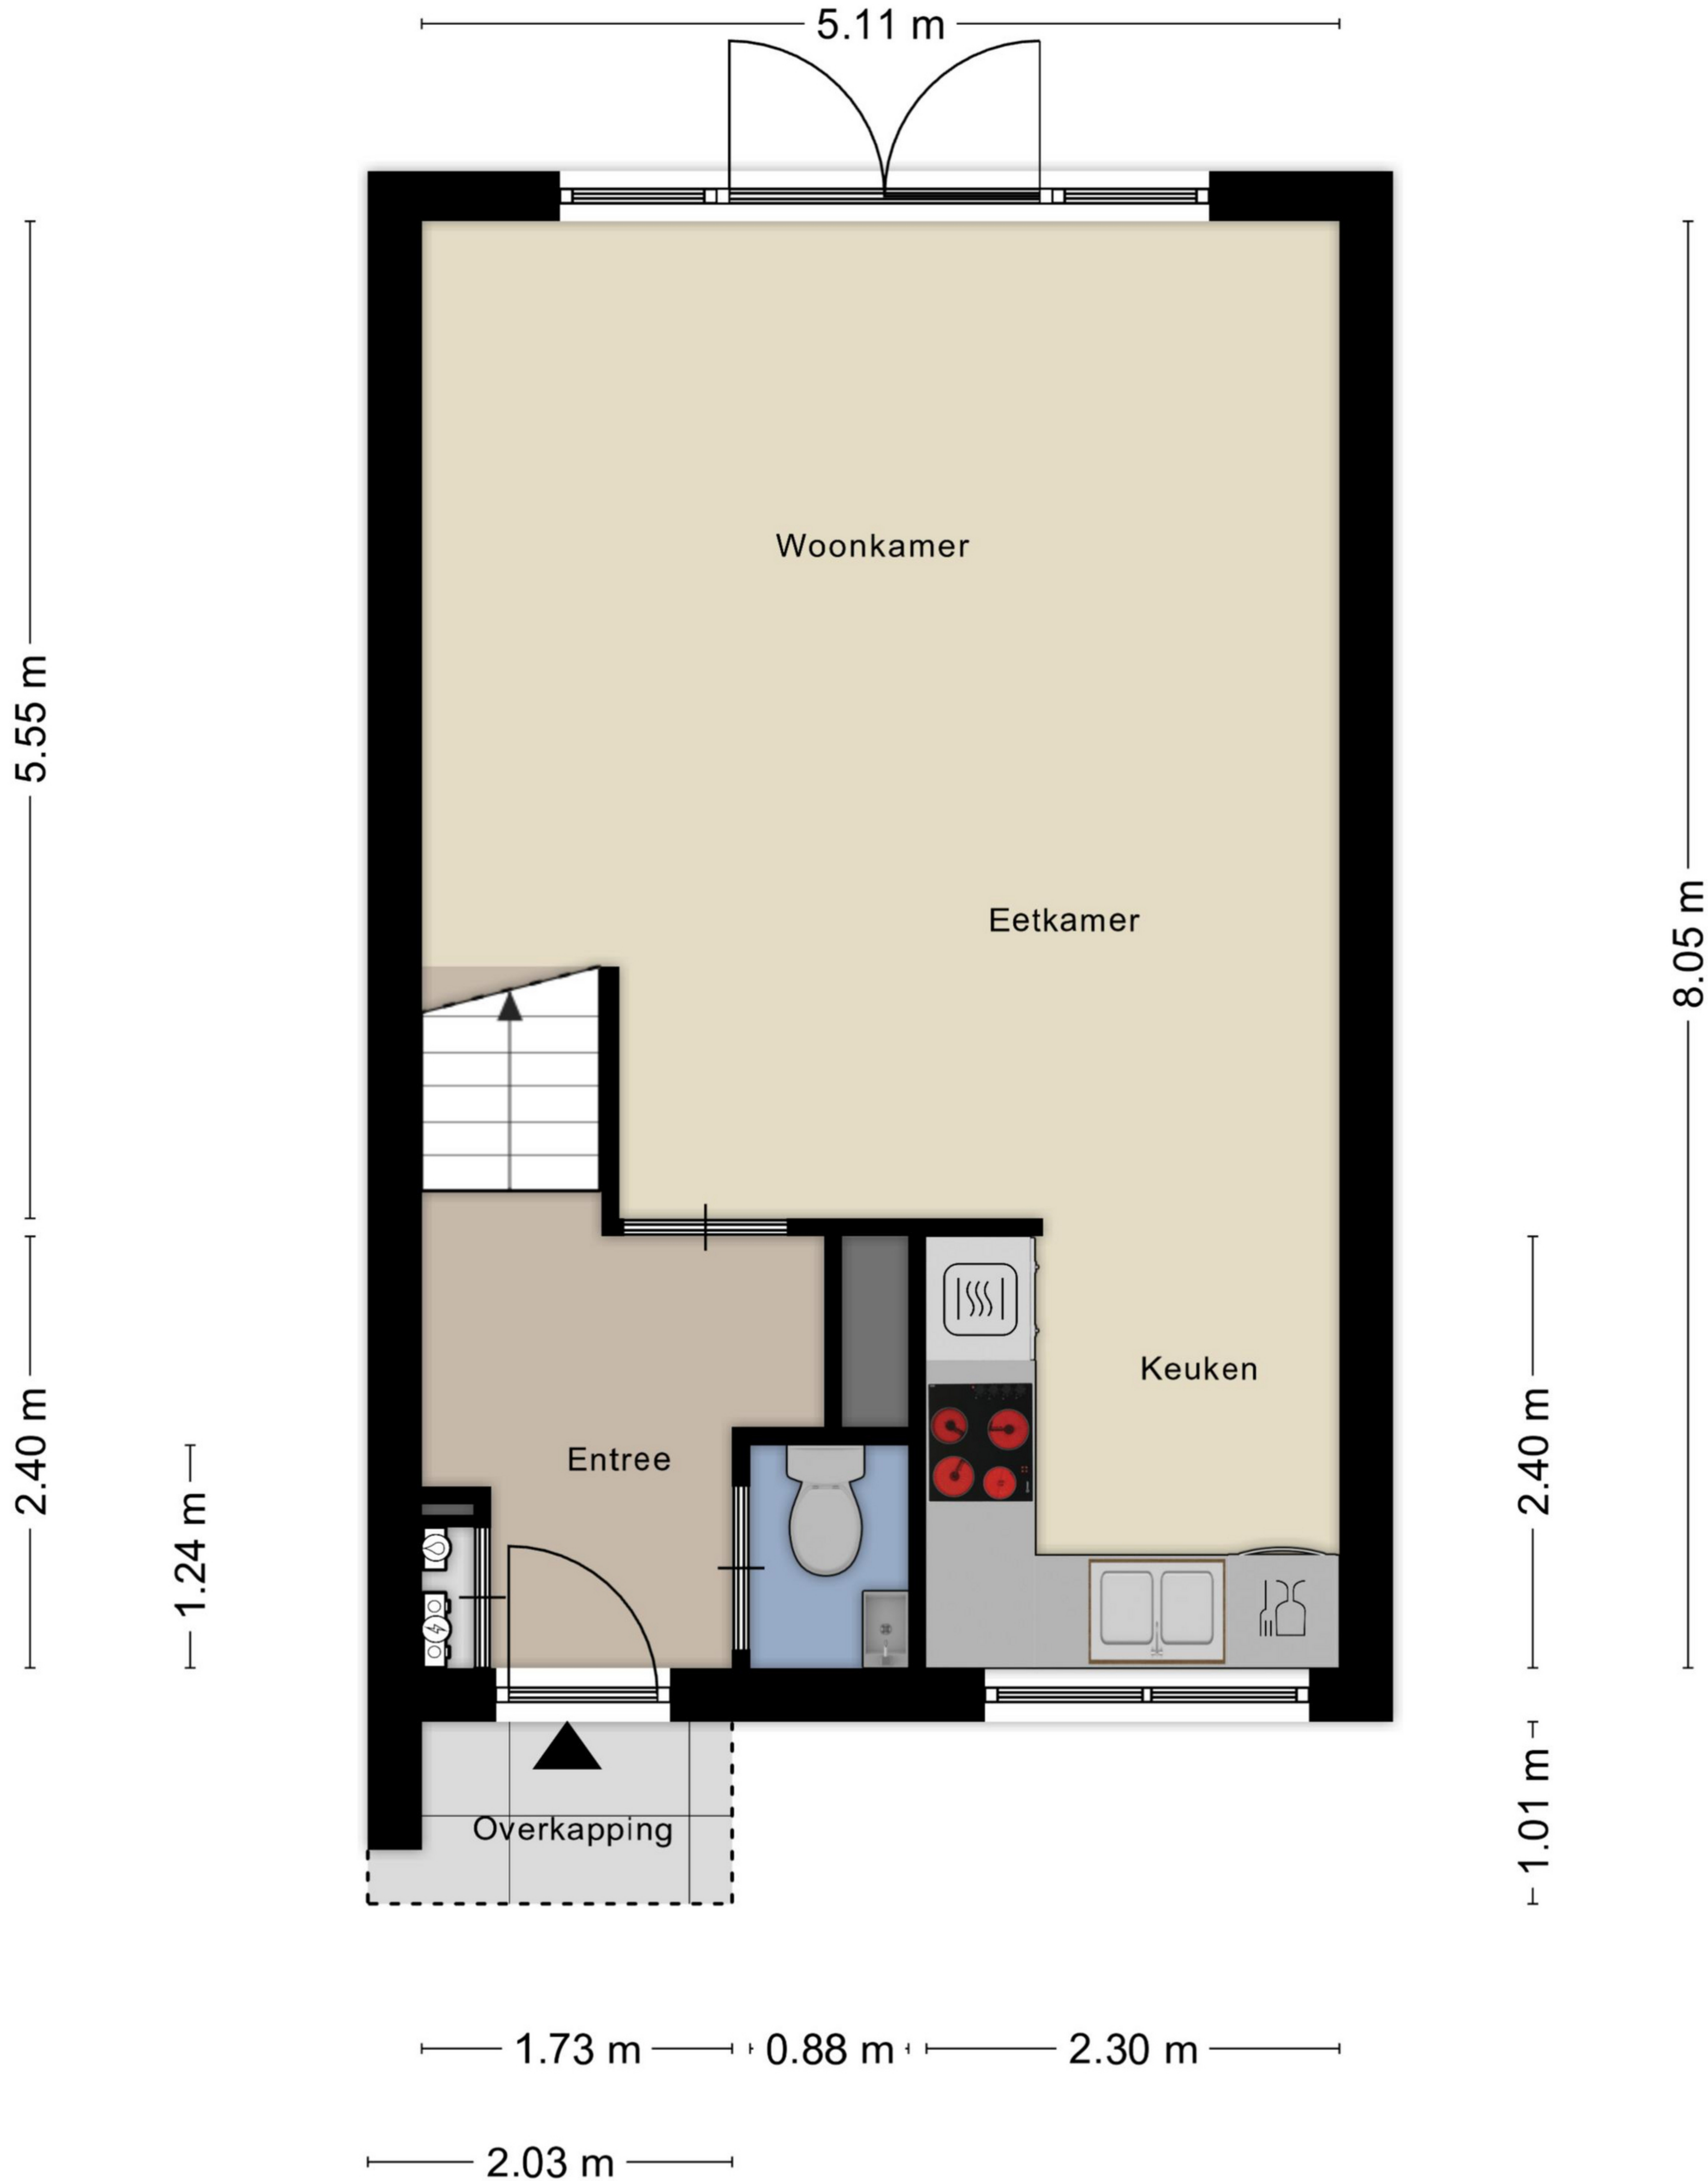 5.11 m
Woonkamer
5.55 m
Eetkamer
8.05 m
Keuken
Entree
2.40 m
1.24 m
2.40 m
1.01 m
Overkapping
1.73 m
0.88 m
2.30 m
2.03 m